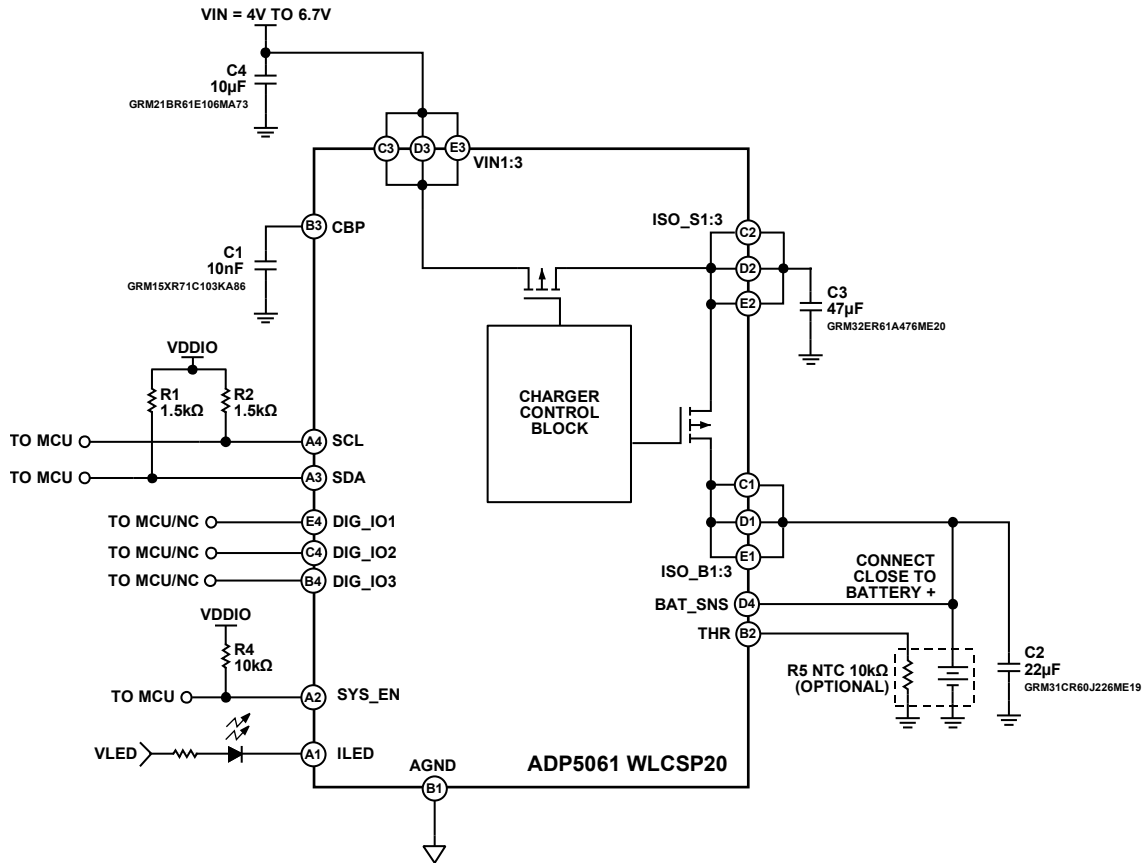 VIN = 4V TO 6.7V
C4
10µF
GRM21BR61E106MA73
C3
D3
E3
VIN1:3
B3
CBP
C1
10nF
GRM15XR71C103KA86
ISO_S1:3
C2
D2
E2
C3
47µF
GRM32ER61A476ME20
VDDIO
R1
1.5kΩ
R2
1.5kΩ
CHARGER
CONTROL
BLOCK
TO MCU
A4
SCL
TO MCU
A3
SDA
C1
D1
E1
ISO_B1:3
TO MCU/NC
E4
DIG_IO1
TO MCU/NC
C4
DIG_IO2
TO MCU/NC
B4
DIG_IO3
CONNECT
CLOSE TO
BATTERY +
BAT_SNS
D4
THR
B2
VDDIO
R4
10kΩ
TO MCU
A2
SYS_EN
R5 NTC 10kΩ
(OPTIONAL)
C2
22µF
GRM31CR60J226ME19
VLED
A1
ILED
AGND
B1
ADP5061 WLCSP20